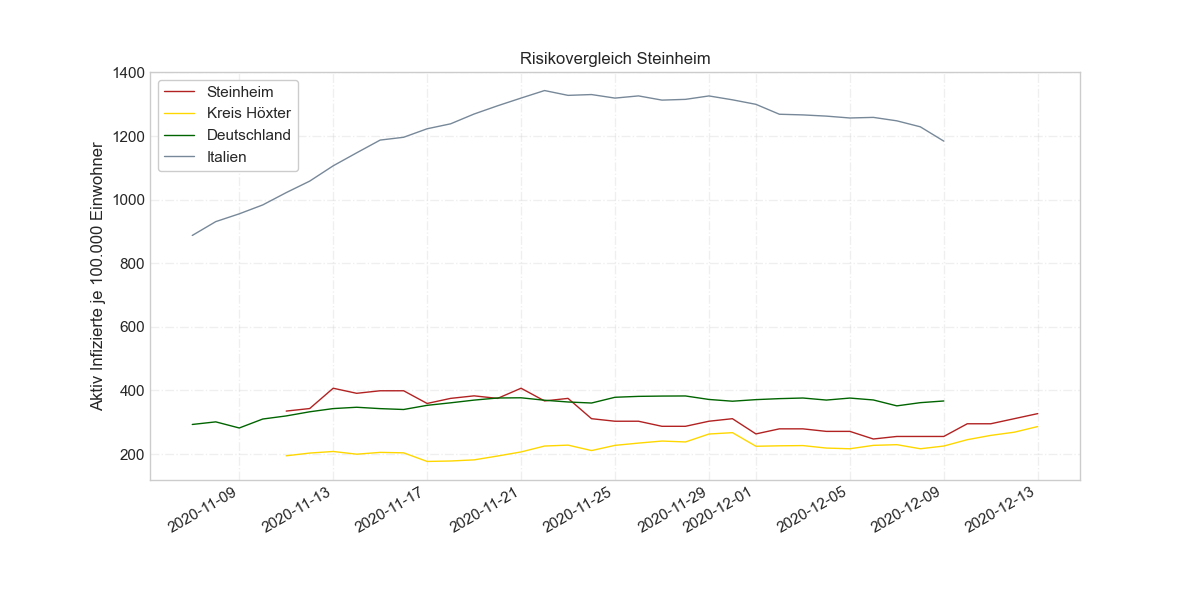 Risikovergleich Steinheim
Steinheim
Kreis Höxter
Deutschland
Italien
Aktiv Infizierte je 100.000 Einwohner
1400
1200
1000
800
600
400
200
2020-11-09
2020-11-13
2020-11-17
2020-11-21
2020-11-25
2020-11-29
2020-12-01
2020-12-05
2020-12-09
2020-12-13